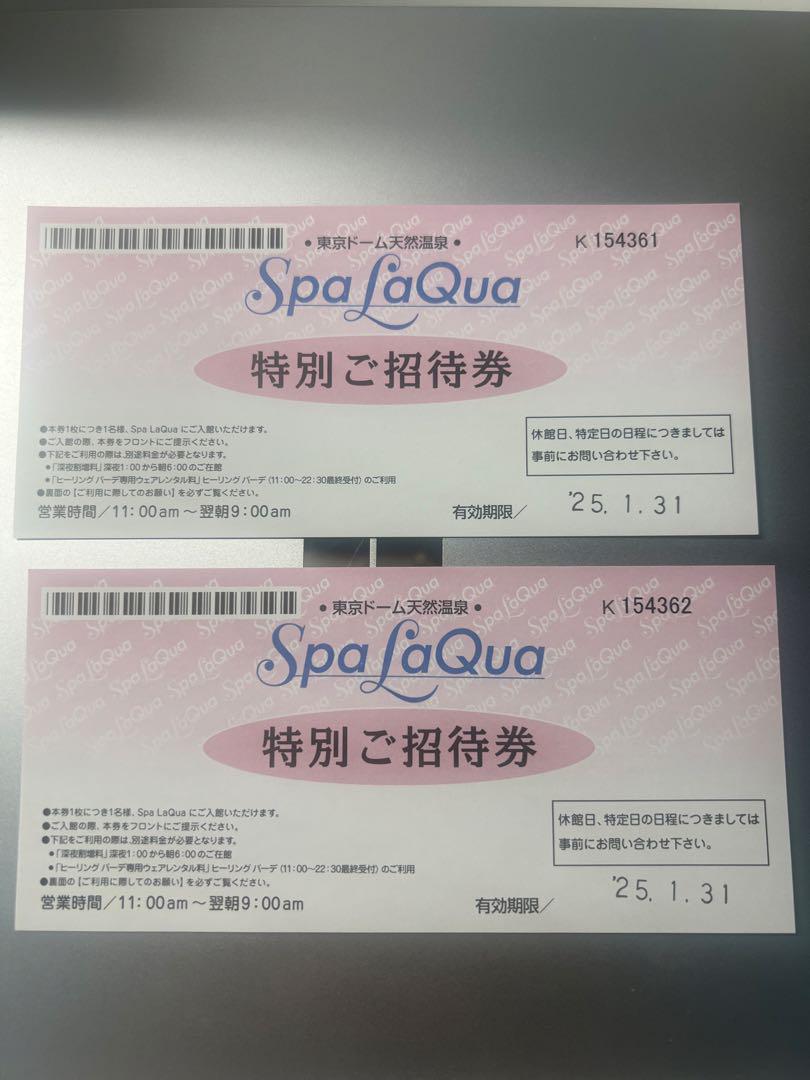 • 東京ドーム天然温泉 •
K 154361
Spa LaQua
特別ご招待券
●本券1枚につき1名様、Spa LaQua にご入館いただけます。
●ご入館の際、本券をフロントにご提示ください。
●下記をご利用の際は、別途料金が必要となります。
●「深夜割増料」深夜1:00から朝6:00のご在館
●「ヒーリング バーデ専用ウェアレンタル料」ヒーリング バーデ(11:00〜22:30最終受付)のご利用
●裏面の【ご利用に際してのお願い】を必ずご覧ください。
休館日、特定日の日程につきましては
事前にお問い合わせ下さい。
営業時間/11:00am〜翌朝9:00am
有効期限/ '25. 1. 31
• 東京ドーム天然温泉 •
K 154362
Spa LaQua
特別ご招待券
●本券1枚につき1名様、Spa LaQua にご入館いただけます。
●ご入館の際、本券をフロントにご提示ください。
●下記をご利用の際は、別途料金が必要となります。
●「深夜割増料」深夜1:00から朝6:00のご在館
●「ヒーリング バーデ専用ウェアレンタル料」ヒーリング バーデ(11:00〜22:30最終受付)のご利用
●裏面の【ご利用に際してのお願い】を必ずご覧ください。
休館日、特定日の日程につきましては
事前にお問い合わせ下さい。
営業時間/11:00am〜翌朝9:00am
有効期限/ '25. 1. 31